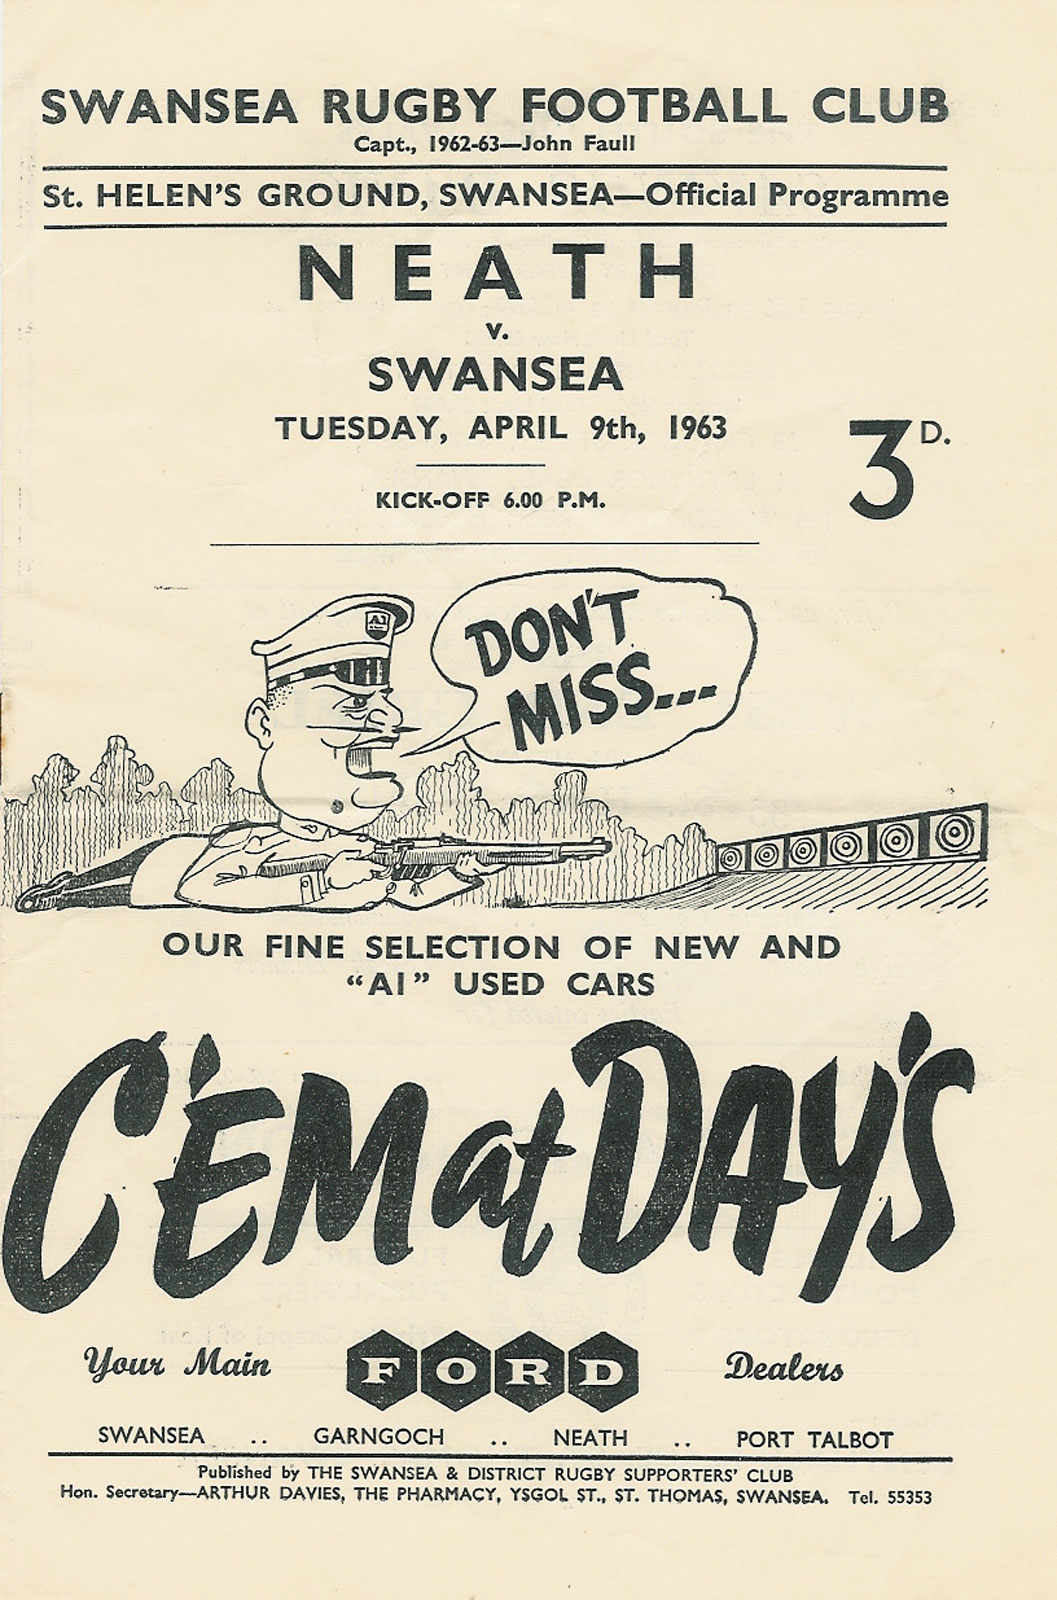 SWANSEA RUGBY FOOTBALL CLUB
Capt., 1962-63—John Faull
St. HELEN'S GROUND, SWANSEA—Official Programme
NEATH
v.
SWANSEA
TUESDAY, APRIL 9th, 1963
3D.
KICK-OFF 6.00 P.M.
A1
DON'T
MISS...
OUR FINE SELECTION OF NEW AND
“A1” USED CARS
C'EM at DAY'S
Your Main FORD Dealers
SWANSEA .. GARNGOCH .. NEATH .. PORT TALBOT
Published by THE SWANSEA & DISTRICT RUGBY SUPPORTERS' CLUB
Hon. Secretary—ARTHUR DAVIES, THE PHARMACY, YSGOL ST., ST. THOMAS, SWANSEA. Tel. 55353